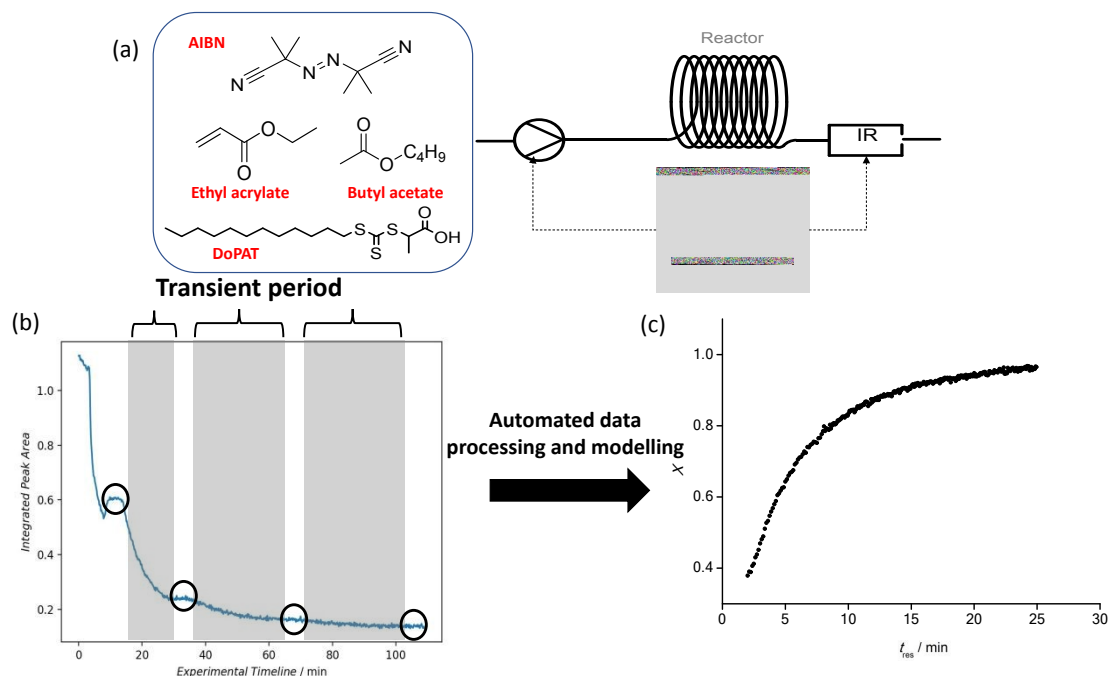 (a)
AIBN
N
N
N
N
O
O
Ethyl acrylate
O
O
C4H9
Butyl acetate
S
S
S
O
OH
DoPAT
Reactor
IR
Transient period
(b)
1.0
0.8
0.6
0.4
0.2
0
20
40
60
80
100
Integrated Peak Area
Experimental Timeline / min
Automated data
processing and modelling
(c)
1.0
0.8
0.6
0.4
0
5
10
15
20
25
30
X
tres / min